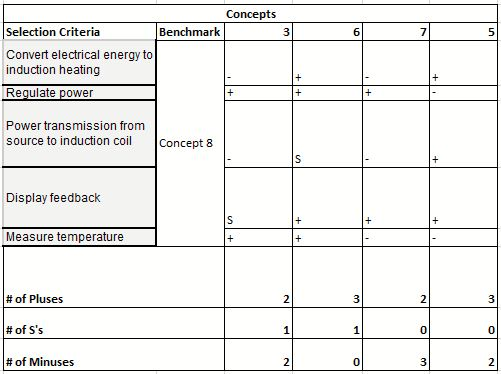 Concepts
Selection Criteria Benchmark 3 6 7 5
Convert electrical energy to
induction heating - + - +
Regulate power + + + -
Power transmission from
source to induction coil - S - +
Concept 8
Display feedback S + + +
Measure temperature + + - -
# of Pluses 2 3 2 3
# of S's 1 1 0 0
# of Minuses 2 0 3 2